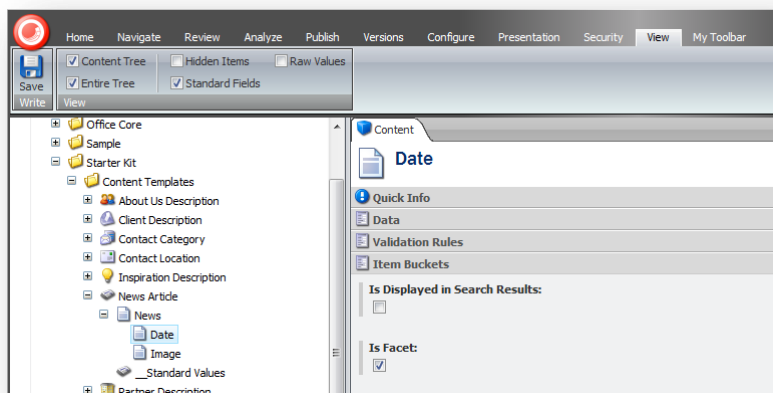 Home Navigate Review Analyze Publish Versions Configure Presentation Security View My Toolbar
Content Tree Hidden Items Raw Values
Entire Tree Standard Fields
Save
Write View
Office Core
Sample
Starter Kit
Content Templates
About Us Description
Client Description
Contact Category
Contact Location
Inspiration Description
News Article
News
Date
Image
__Standard Values
Partner Description
Content
Date
Quick Info
Data
Validation Rules
Item Buckets
Is Displayed in Search Results:
Is Facet: